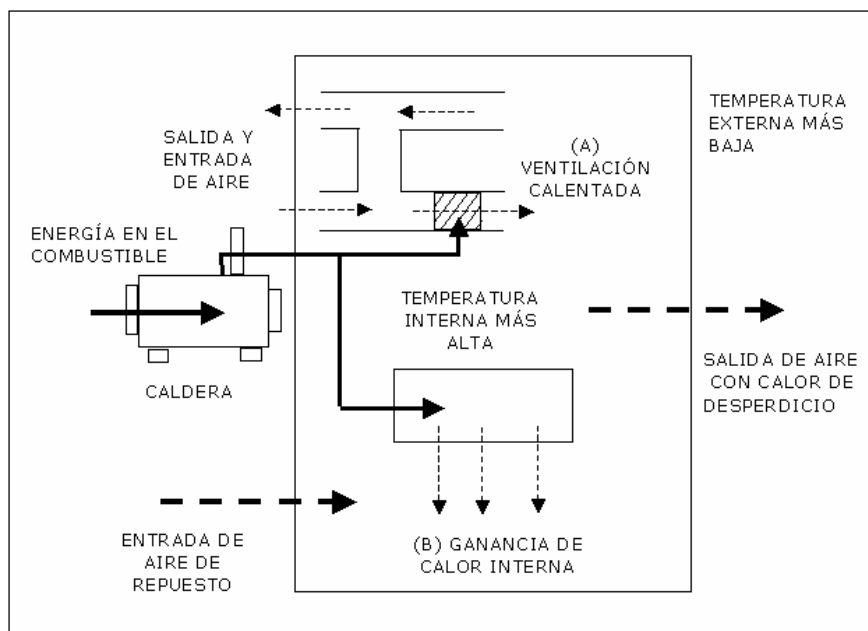 SALIDA Y
ENTRADA
DE AIRE
(A)
VENTILACIÓN
CALENTADA
TEMPERATURA
EXTERNA MÁS
BAJA
ENERGÍA EN EL
COMBUSTIBLE
CALDERA
TEMPERATURA
INTERNA MÁS
ALTA
SALIDA DE AIRE
CON CALOR DE
DESPERDICIO
ENTRADA DE
AIRE DE
REPUESTO
(B) GANANCIA DE
CALOR INTERNA